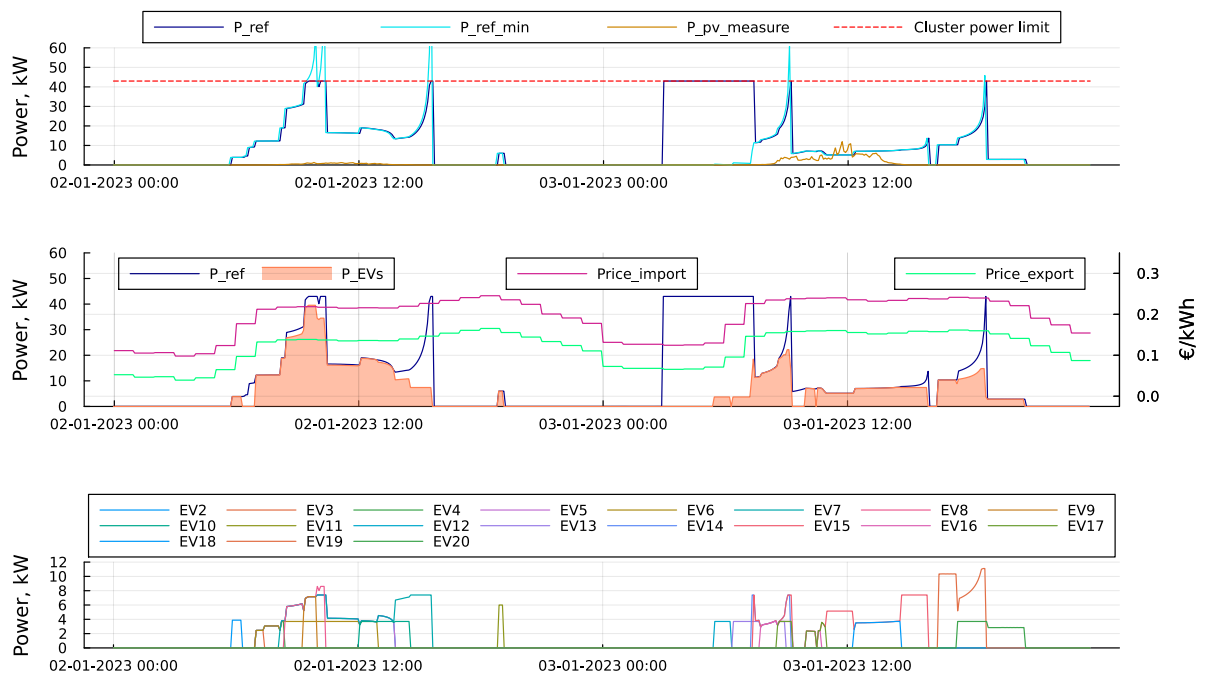 P_ref P_ref_min P_pv_measure Cluster power limit
60
50
40
30
20
10
0
Power, kW
02-01-2023 00:00 02-01-2023 12:00 03-01-2023 00:00 03-01-2023 12:00
P_ref P_EVs Price_import Price_export
60
50
40
30
20
10
0
Power, kW
0.3
0.2
0.1
0.0
€/kWh
02-01-2023 00:00 02-01-2023 12:00 03-01-2023 00:00 03-01-2023 12:00
EV2 EV3 EV4 EV5 EV6 EV7 EV8 EV9
EV10 EV11 EV12 EV13 EV14 EV15 EV16 EV17
EV18 EV19 EV20
12
10
8
6
4
2
0
Power, kW
02-01-2023 00:00 02-01-2023 12:00 03-01-2023 00:00 03-01-2023 12:00